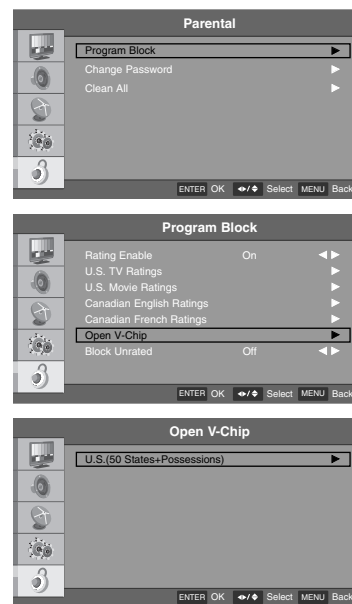 Parental
Program Block
Change Password
Clean All
ENTER OK Select MENU Back
Program Block
Rating Enable On
U.S. TV Ratings
U.S. Movie Ratings
Canadian English Ratings
Canadian French Ratings
Open V-Chip
Block Unrated Off
ENTER OK Select MENU Back
Open V-Chip
U.S.(50 States+Possessions)
ENTER OK Select MENU Back